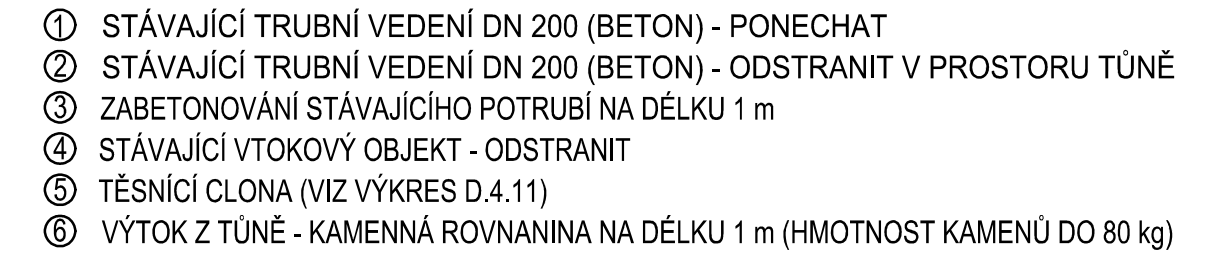 ① STÁVAJÍCÍ TRUBNÍ VEDENÍ DN 200 (BETON) - PONECHAT
② STÁVAJÍCÍ TRUBNÍ VEDENÍ DN 200 (BETON) - ODSTRANIT V PROSTORU TŮNĚ
③ ZABETONOVÁNÍ STÁVAJÍCÍHO POTRUBÍ NA DÉLKU 1 m
④ STÁVAJÍCÍ VTOKOVÝ OBJEKT - ODSTRANIT
⑤ TĚSNÍCÍ CLONA (VIZ VÝKRES D.4.11)
⑥ VÝTOK Z TŮNĚ - KAMENNÁ ROVNANINA NA DÉLKU 1 m (HMOTNOST KAMENŮ DO 80 kg)